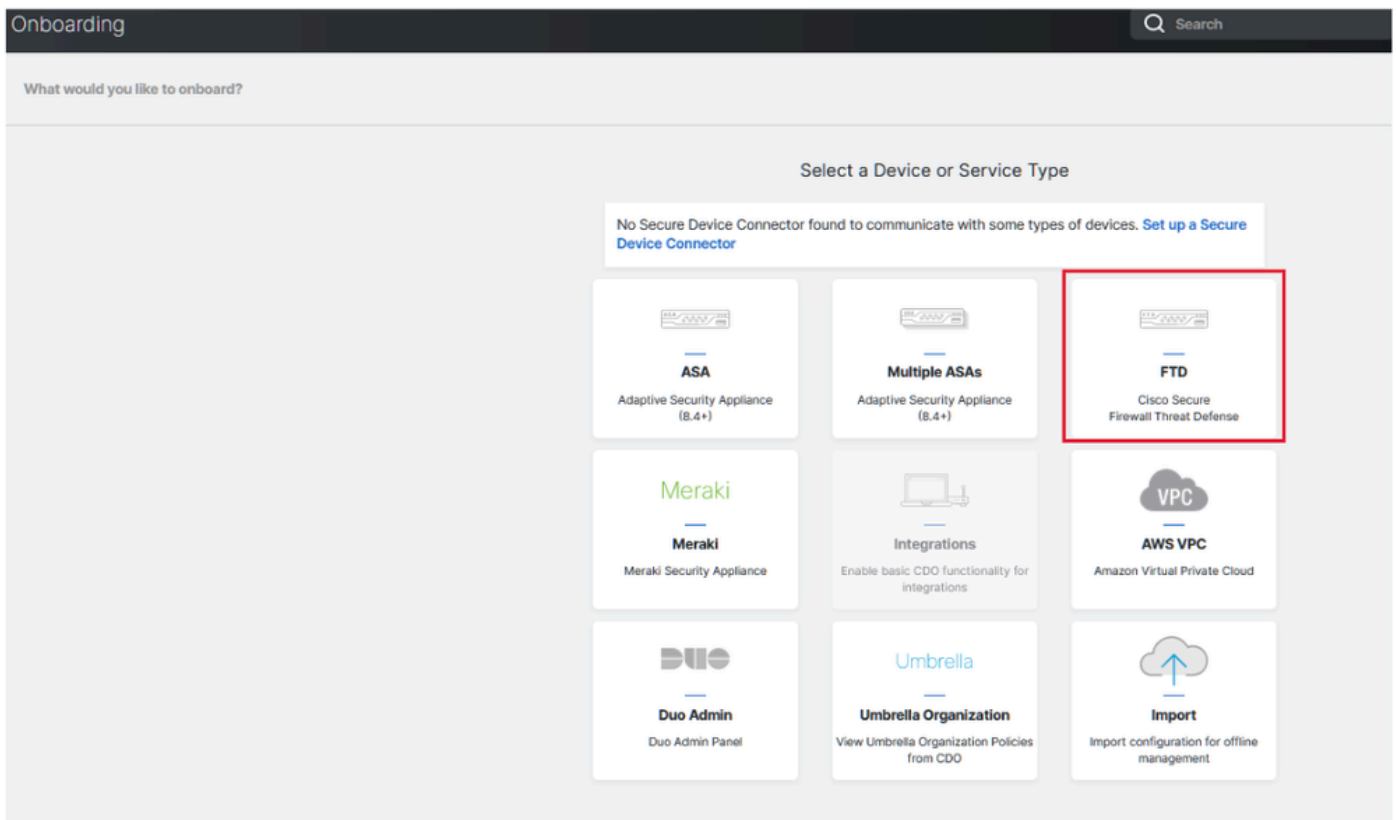 Onboarding
Search
What would you like to onboard?
Select a Device or Service Type
No Secure Device Connector found to communicate with some types of devices. Set up a Secure
Device Connector
ASA
Adaptive Security Appliance
(8.4+)
Multiple ASAs
Adaptive Security Appliance
(8.4+)
FTD
Cisco Secure
Firewall Threat Defense
Meraki
Meraki
Meraki Security Appliance
Integrations
Enable basic CDO functionality for
integrations
VPC
AWS VPC
Amazon Virtual Private Cloud
DUO
Duo Admin
Duo Admin Panel
Umbrella
Umbrella Organization
View Umbrella Organization Policies
from CDO
Import
Import configuration for offline
management